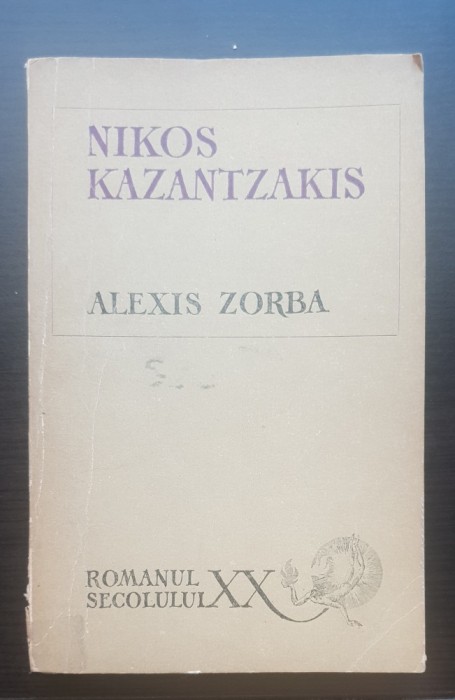 NIKOS
KAZANTZAKIS
ALEXIS ZORBA
ROMANUL
SECOLULUI XX